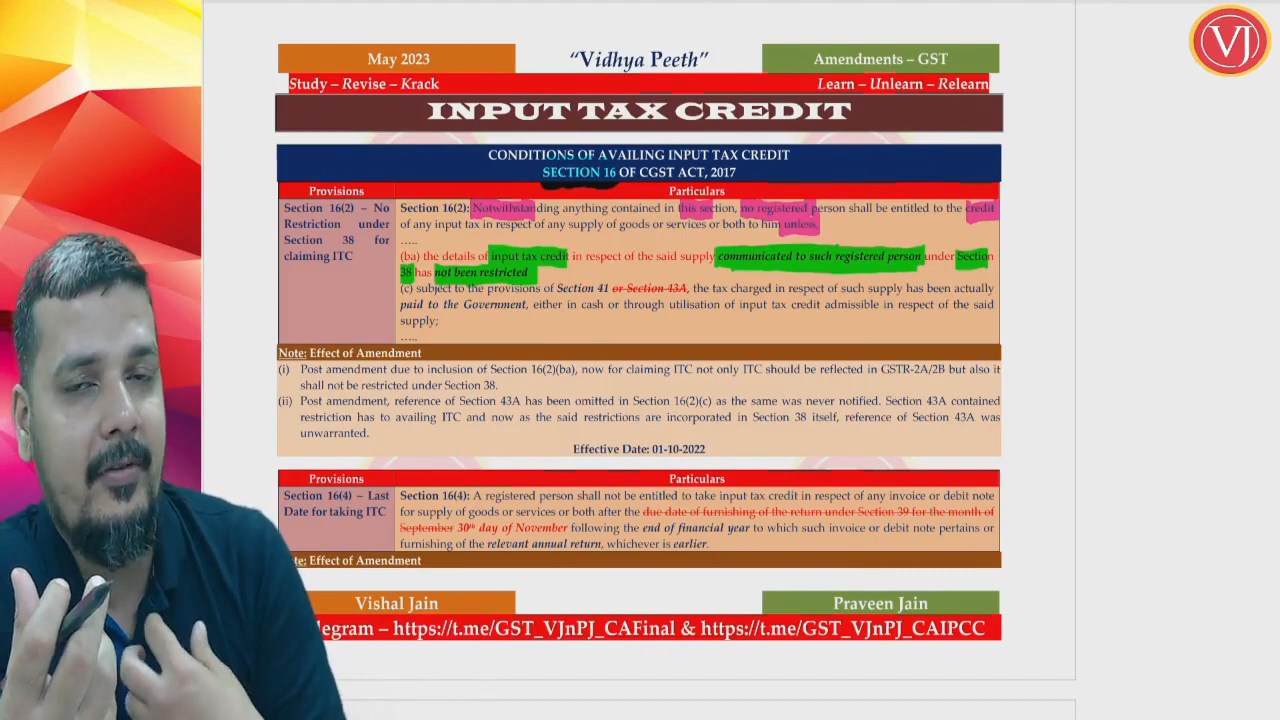 VJ
May 2023
"Vidhya Peeth"
Amendments – GST
Study – Revise – Krack
Learn – Unlearn – Relearn
INPUT TAX CREDIT
CONDITIONS OF AVAILING INPUT TAX CREDIT
SECTION 16 OF CGST ACT, 2017
Provisions
Particulars
Section 16(2) – No
Restriction under
Section 38 for
claiming ITC
Section 16(2): Notwithstanding anything contained in this section, no registered person shall be entitled to the credit
of any input tax in respect of any supply of goods or services or both to him unless,
.....
(ba) the details of input tax credit in respect of the said supply communicated to such registered person under Section
38 has not been restricted
(c) subject to the provisions of Section 41 or Section 43A, the tax charged in respect of such supply has been actually
paid to the Government, either in cash or through utilisation of input tax credit admissible in respect of the said
supply;
.....
Note: Effect of Amendment
(i) Post amendment due to inclusion of Section 16(2)(ba), now for claiming ITC not only ITC should be reflected in GSTR-2A/2B but also it
shall not be restricted under Section 38.
(ii) Post amendment, reference of Section 43A has been omitted in Section 16(2)(c) as the same was never notified. Section 43A contained
restriction has to availing ITC and now as the said restrictions are incorporated in Section 38 itself, reference of Section 43A was
unwarranted.
Effective Date: 01-10-2022
Provisions
Particulars
Section 16(4) – Last
Date for taking ITC
Section 16(4): A registered person shall not be entitled to take input tax credit in respect of any invoice or debit note
for supply of goods or services or both after the due date of furnishing of the return under Section 39 for the month of
September 30th day of November following the end of financial year to which such invoice or debit note pertains or
furnishing of the relevant annual return, whichever is earlier.
te: Effect of Amendment
Vishal Jain
Praveen Jain
legram – https://t.me/GST_VJnPJ_CAFinal & https://t.me/GST_VJnPJ_CAIPCC